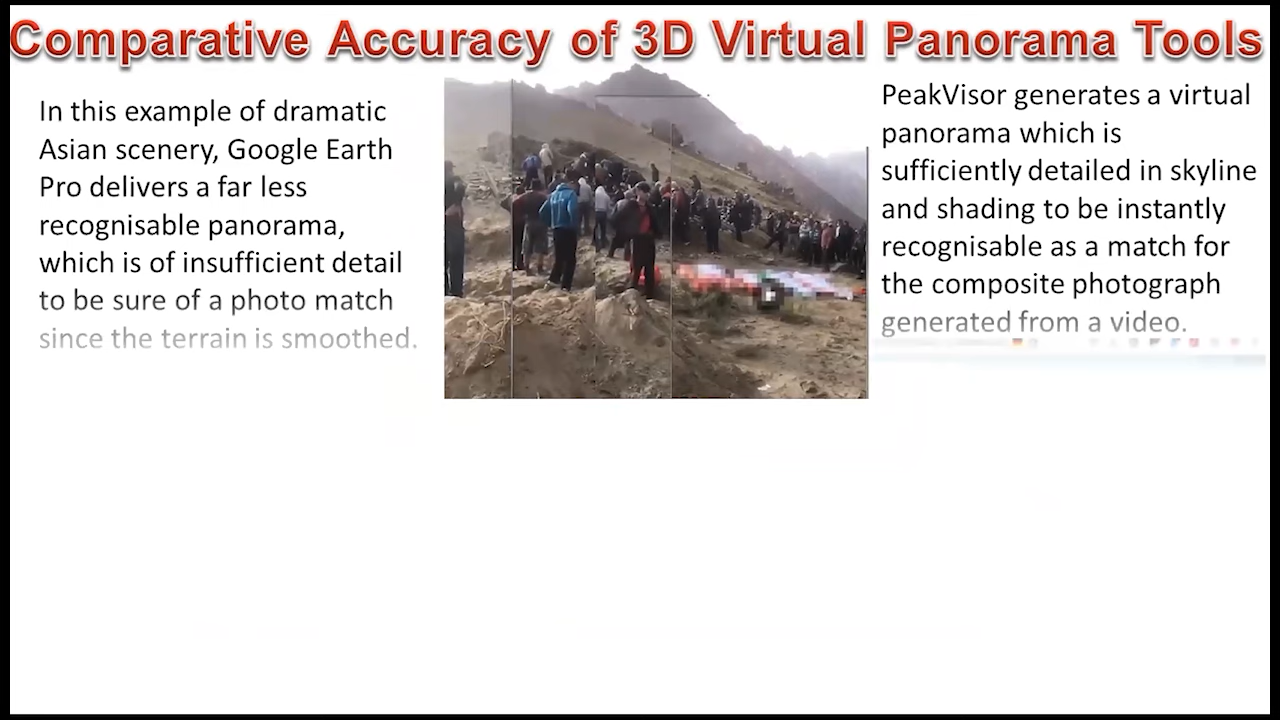 Comparative Accuracy of 3D Virtual Panorama Tools
In this example of dramatic
Asian scenery, Google Earth
Pro delivers a far less
recognisable panorama,
which is of insufficient detail
to be sure of a photo match
since the terrain is smoothed.
PeakVisor generates a virtual
panorama which is
sufficiently detailed in skyline
and shading to be instantly
recognisable as a match for
the composite photograph
generated from a video.